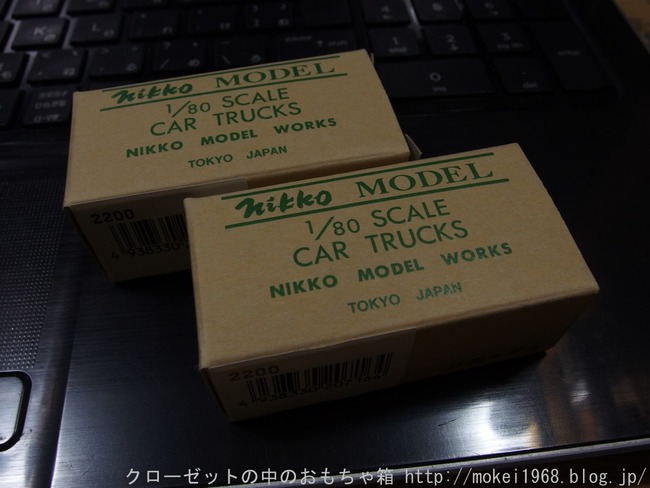 nikko MODEL
1/80 SCALE
CAR TRUCKS
NIKKO MODEL WORKS
TOKYO JAPAN
2200
nikko MODEL
1/80 SCALE
CAR TRUCKS
NIKKO MODEL WORKS
TOKYO JAPAN
2200
クローゼットの中のおもちゃ箱 http://mokei1968.blog.jp/